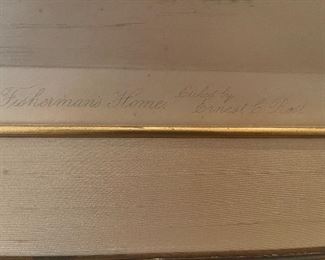 Fisherman's Home. Etched by
Ernest C. Rost